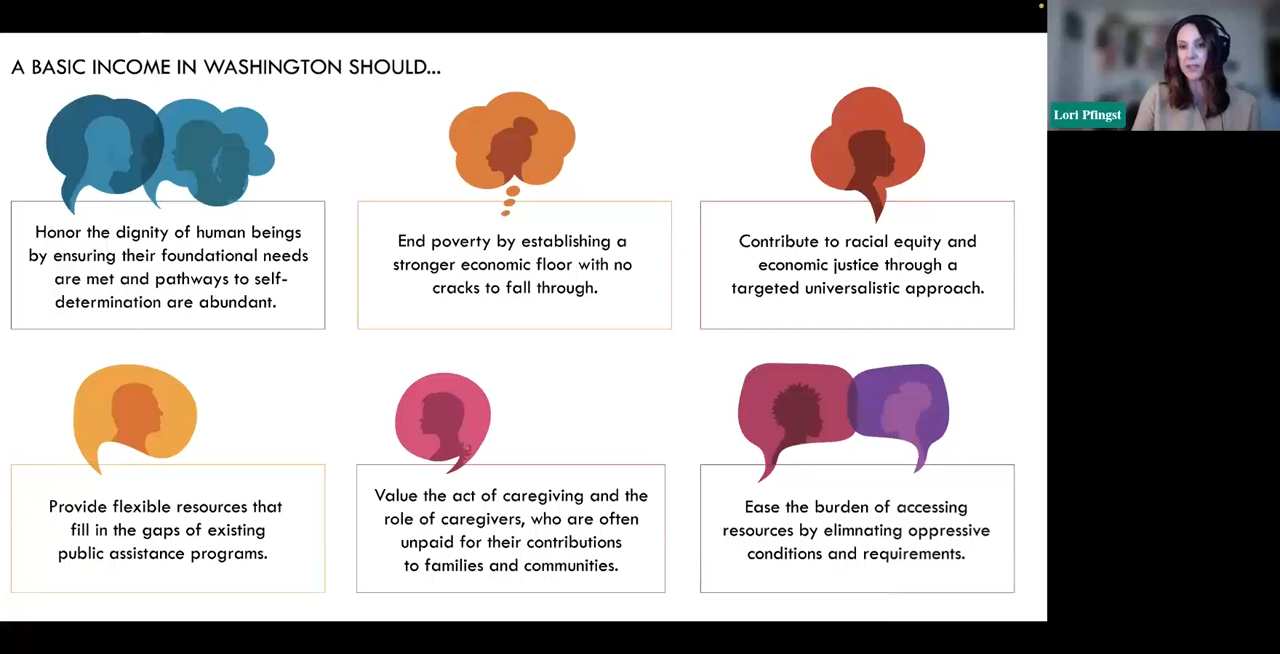 A BASIC INCOME IN WASHINGTON SHOULD...
Lori Pfingst
Honor the dignity of human beings
by ensuring their foundational needs
are met and pathways to self-
determination are abundant.
End poverty by establishing a
stronger economic floor with no
cracks to fall through.
Contribute to racial equity and
economic justice through a
targeted universalistic approach.
Provide flexible resources that
fill in the gaps of existing
public assistance programs.
Value the act of caregiving and the
role of caregivers, who are often
unpaid for their contributions
to families and communities.
Ease the burden of accessing
resources by elimnating oppressive
conditions and requirements.